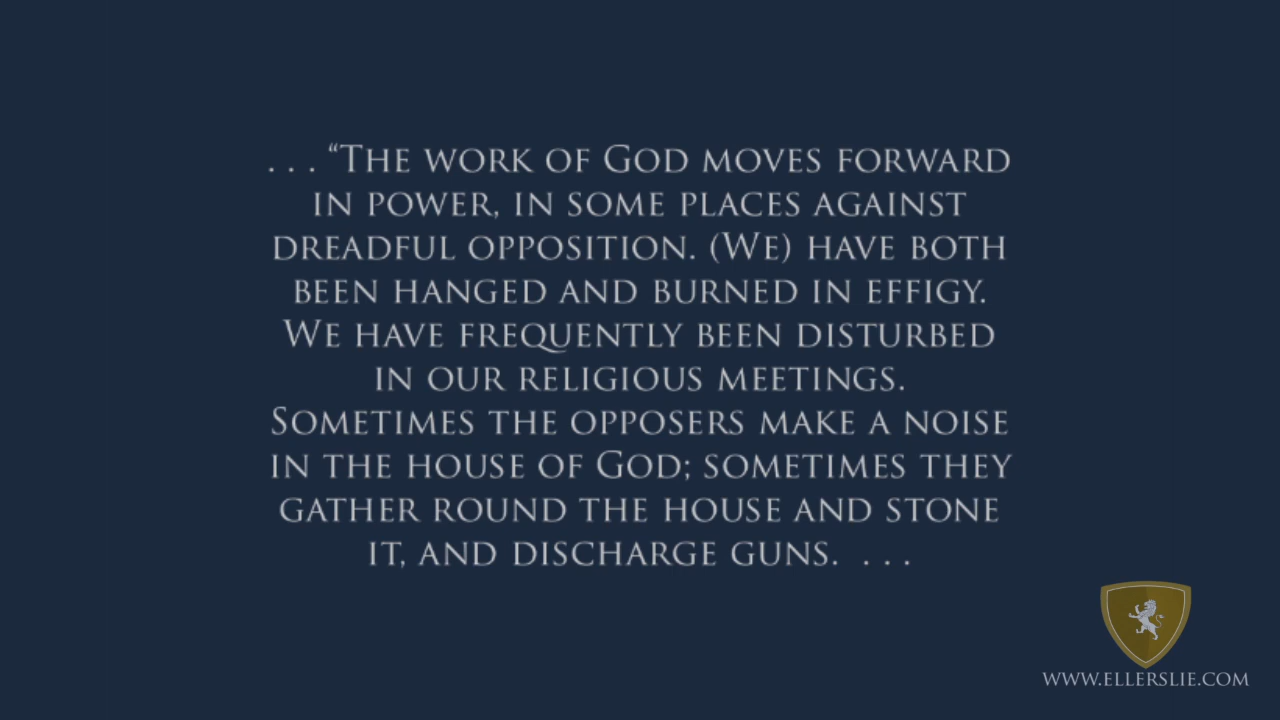 . . . “The work of God moves forward
in power, in some places against
dreadful opposition. (We) have both
been hanged and burned in effigy.
We have frequently been disturbed
in our religious meetings.
Sometimes the opposers make a noise
in the house of God; sometimes they
gather round the house and stone
it, and discharge guns. . . .
www.ellerslie.com